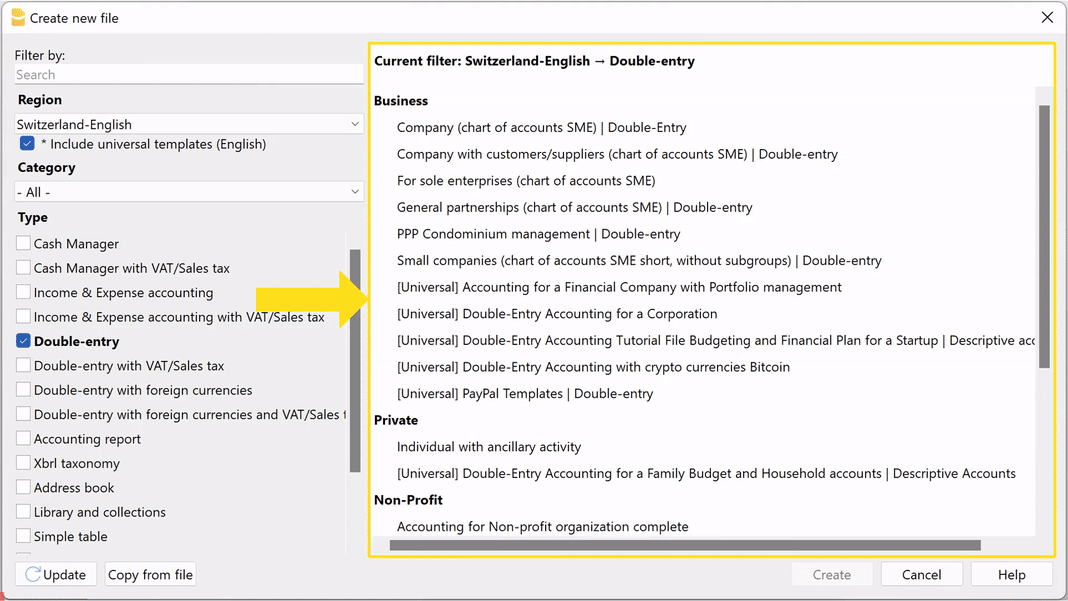 Create new file
Filter by:
Search
Region
Switzerland-English
* Include universal templates (English)
Category
- All -
Type
Cash Manager
Cash Manager with VAT/Sales tax
Income & Expense accounting
Income & Expense accounting with VAT/Sales tax
Double-entry
Double-entry with VAT/Sales tax
Double-entry with foreign currencies
Double-entry with foreign currencies and VAT/Sales t
Accounting report
Xbrl taxonomy
Address book
Library and collections
Simple table
Update
Copy from file
Current filter: Switzerland-English → Double-entry
Business
Company (chart of accounts SME) | Double-Entry
Company with customers/suppliers (chart of accounts SME) | Double-entry
For sole enterprises (chart of accounts SME)
General partnerships (chart of accounts SME) | Double-entry
PPP Condominium management | Double-entry
Small companies (chart of accounts SME short, without subgroups) | Double-entry
[Universal] Accounting for a Financial Company with Portfolio management
[Universal] Double-Entry Accounting for a Corporation
[Universal] Double-Entry Accounting Tutorial File Budgeting and Financial Plan for a Startup | Descriptive acc
[Universal] Double-Entry Accounting with crypto currencies Bitcoin
[Universal] PayPal Templates | Double-entry
Private
Individual with ancillary activity
[Universal] Double-Entry Accounting for a Family Budget and Household accounts | Descriptive Accounts
Non-Profit
Accounting for Non-profit organization complete
Create
Cancel
Help